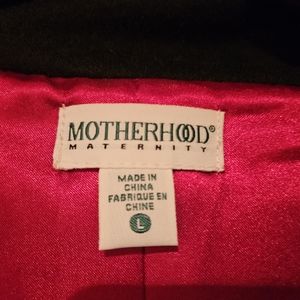 MOTHERHOOD
MATERNITY
MADE IN
CHINA
FABRIQUE EN
CHINE
L